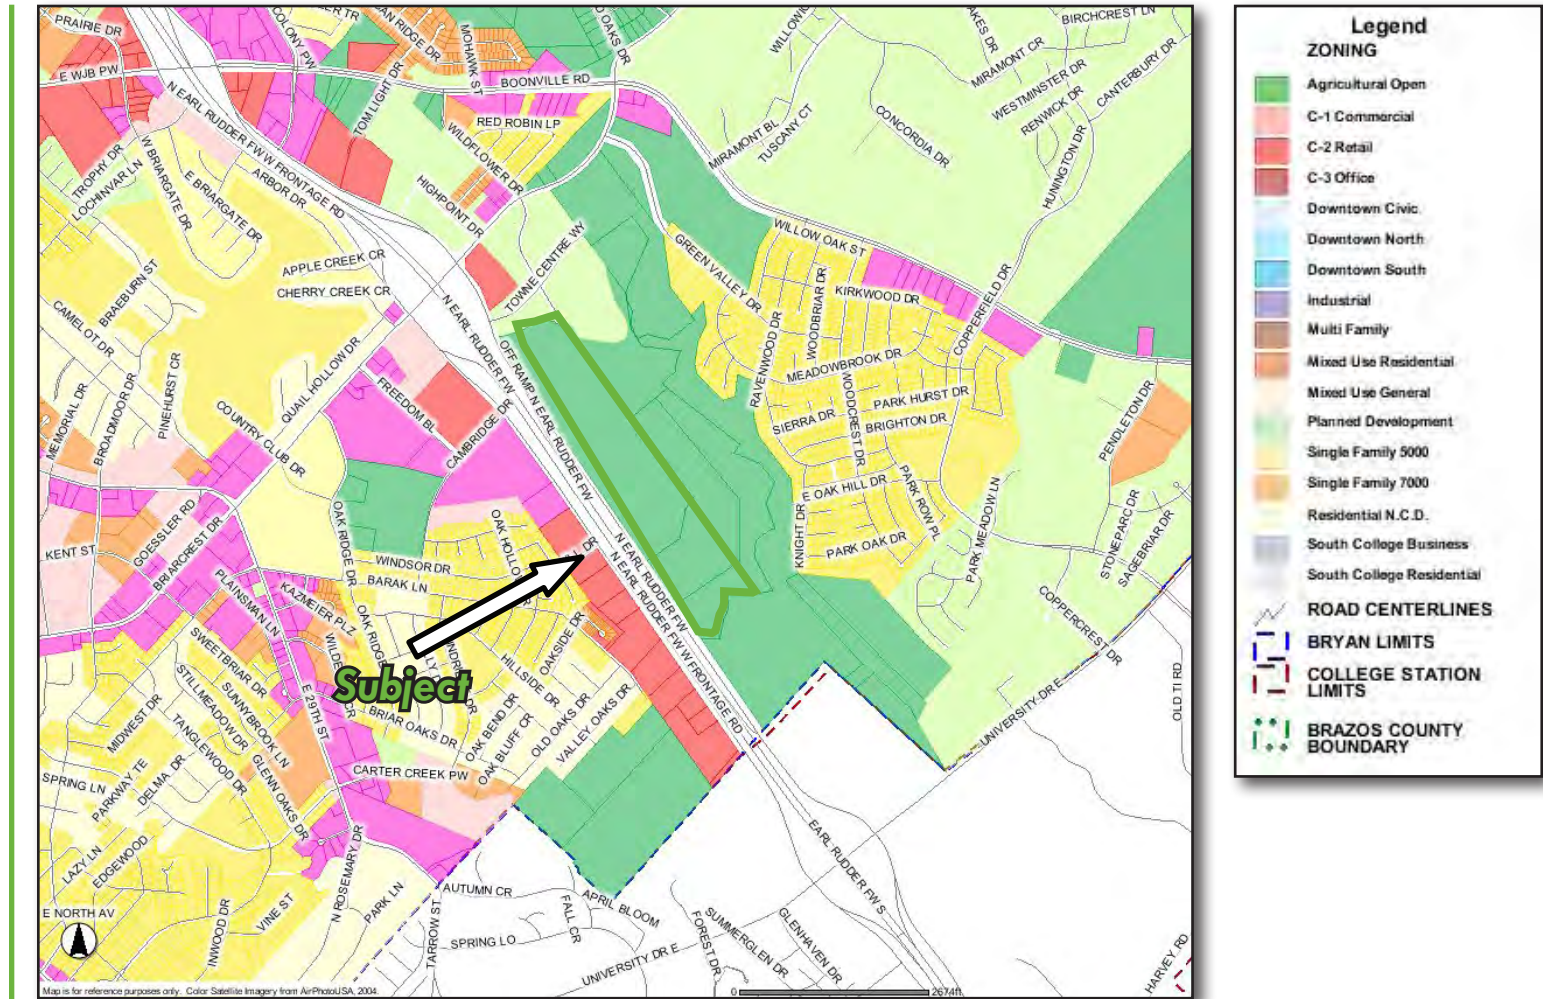 PRAIRIE DR
E WJB PW
COLONY PW
MOHAWK ST
TOM LIGHT DR
BOONVILLE RD
RED ROBIN LP
WILDFLOWER DR
HIGHPOINT DR
N EARL RUDDER FW W FRONTAGE RD
W BRIARGATE DR
E BRIARGATE DR
ARBOR DR
TROPHY DR
LOCHINVAR LN
APPLE CREEK CR
CHERRY CREEK CR
BRAEBURN ST
CAMELOT DR
MEMORIAL DR
BROADMOOR DR
PINEHURST CR
QUAIL HOLLOW DR
COUNTRY CLUB DR
FREEDOM BL
CAMBRIDGE DR
N EARL RUDDER FW
OFF RAMP
N EARL RUDDER FW
TOWNE CENTRE WY
MIRAMONT BL
TUSCANY CT
CONCORDIA DR
MIRAMONT CR
BIRCHCREST LN
WESTMINSTER DR
RENWICK DR
CANTERBURY DR
HUNINGTON DR
WILLOW OAK ST
GREEN VALLEY DR
KIRKWOOD DR
WOODBRIAR DR
RAVENWOOD DR
MEADOWBROOK DR
COPPERFIELD DR
WOODCREST DR
PARK HURST DR
SIERRA DR
BRIGHTON DR
E OAK HILL DR
PARK ROW PL
KNIGHT DR
PARK OAK DR
PARK MEADOW LN
PENDLETON DR
STONEPARC DR
SAGEBRIAR DR
COPPERCREST DR
UNIVERSITY DR E
OLD TI RD
KENT ST
GOESSLER RD
BRIARCREST DR
PLAINSMAN LN
KAZMEIER PLZ
OAK RIDGE DR
WINDSOR DR
BARAK LN
DR
N EARL RUDDER FW
N EARL RUDDER FW W FRONTAGE RD
Subject
SWEETBRIAR DR
STILLMEADOW DR
SUNNYBROOK LN
TANGLEWOOD DR
GLENN OAKS DR
E 29TH ST
BRIAR OAKS DR
HILLSIDE DR
OAKSIDE DR
OAK BEND DR
OAK BLUFF CR
OLD OAKS DR
VALLEY OAKS DR
CARTER CREEK PW
MIDWEST DR
SPRING LN
PARKWAY TE
DELMA DR
LAZY LN
EDGEWOOD
E NORTH AV
INWOOD DR
VINE ST
N ROSEMARY DR
PARK LN
AUTUMN CR
TARROW ST
SPRING LO
FALL CR
APRIL BLOOM
UNIVERSITY DR E
FOREST DR
SUMMERGLEN DR
GLENHAVEN DR
EARL RUDDER FW S
HARVEY RD
0 2674ft
Map is for reference purposes only. Color Satellite Imagery from AirPhotoUSA, 2004.
Legend
ZONING
Agricultural Open
C-1 Commercial
C-2 Retail
C-3 Office
Downtown Civic
Downtown North
Downtown South
Industrial
Multi Family
Mixed Use Residential
Mixed Use General
Planned Development
Single Family 5000
Single Family 7000
Residential N.C.D.
South College Business
South College Residential
ROAD CENTERLINES
BRYAN LIMITS
COLLEGE STATION
LIMITS
BRAZOS COUNTY
BOUNDARY